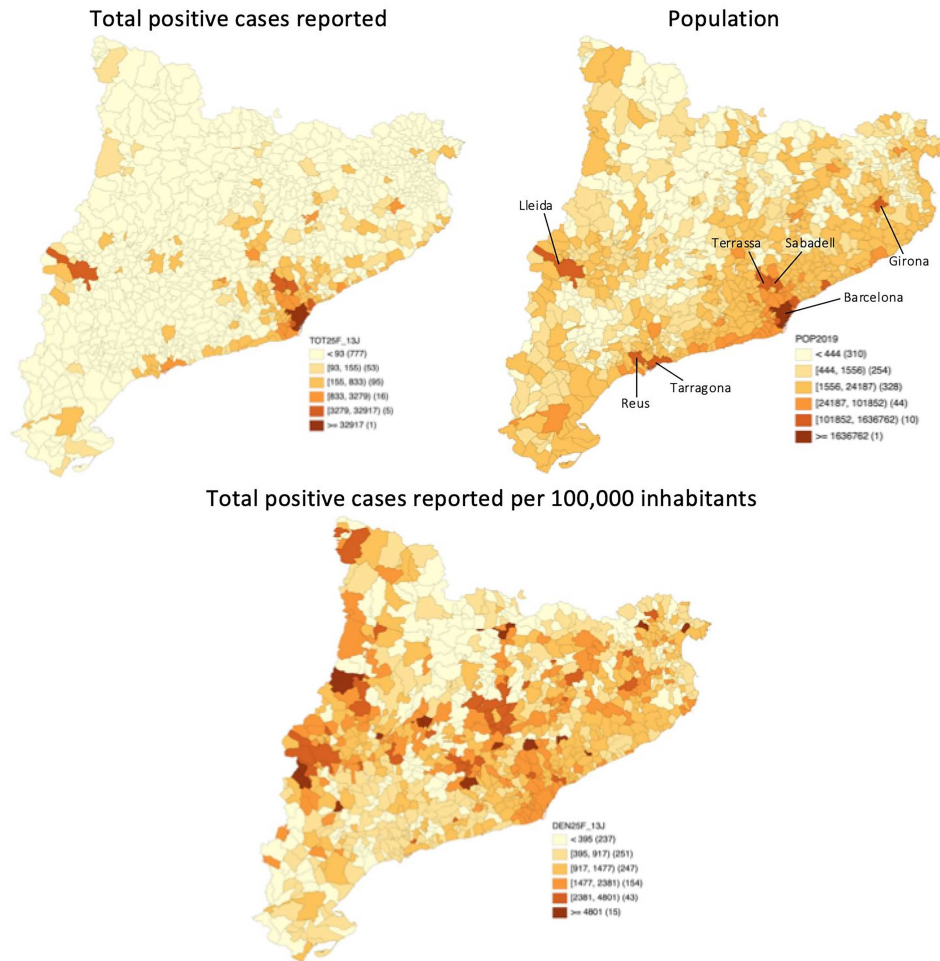 Total positive cases reported
Population
Lleida
Terrassa
Sabadell
Girona
Barcelona
Tarragona
Reus
TOT25F_13J
< 93 (777)
[93, 155) (53)
[155, 833) (95)
[833, 3279) (16)
[3279, 32917) (5)
>= 32917 (1)
POP2019
< 444 (310)
[444, 1556) (254)
[1556, 24187) (328)
[24187, 101852) (44)
[101852, 1636762) (10)
>= 1636762 (1)
Total positive cases reported per 100,000 inhabitants
DEN25F_13J
< 395 (237)
[395, 917) (251)
[917, 1477) (247)
[1477, 2381) (154)
[2381, 4801) (43)
>= 4801 (15)